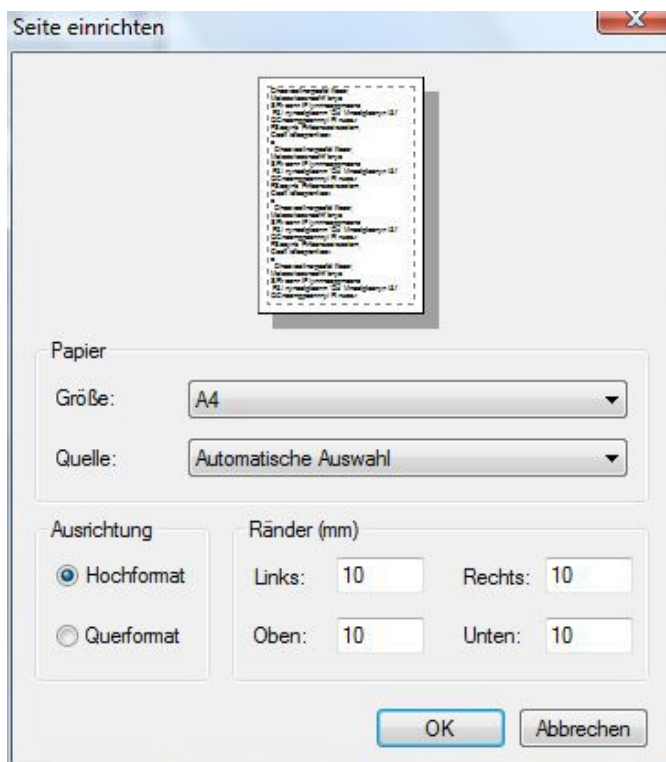 Seite einrichten
Papier
Größe:
A4
Quelle:
Automatische Auswahl
Ausrichtung
Hochformat
Querformat
Ränder (mm)
Links: 10 Rechts: 10
Oben: 10 Unten: 10
OK Abbrechen